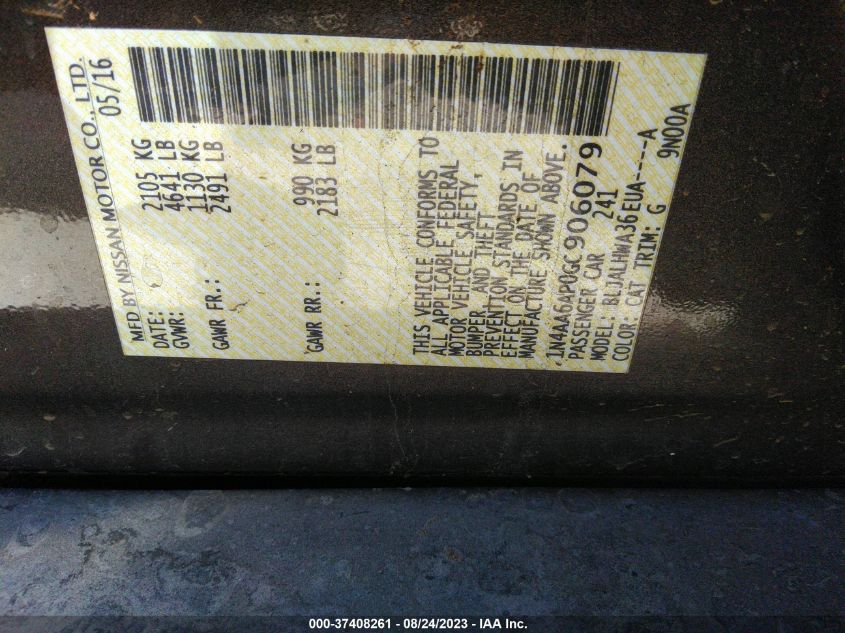 MFD BY NISSAN MOTOR CO., LTD.
DATE: 05/16
GVWR: 2105 KG
4641 LB
GAWR FR.: 1130 KG
2491 LB
GAWR RR.: 990 KG
2183 LB
THIS VEHICLE CONFORMS TO
ALL APPLICABLE FEDERAL
MOTOR VEHICLE SAFETY,
BUMPER, AND THEFT
PREVENTION STANDARDS IN
EFFECT ON THE DATE OF
MANUFACTURE SHOWN ABOVE.
1N4AA6AP0GC906079
PASSENGER CAR 241
MODEL: BLJALHWA36EUA----A
COLOR: CAT TRIM: G 9N00A
000-37408261 - 08/24/2023 - IAA Inc.